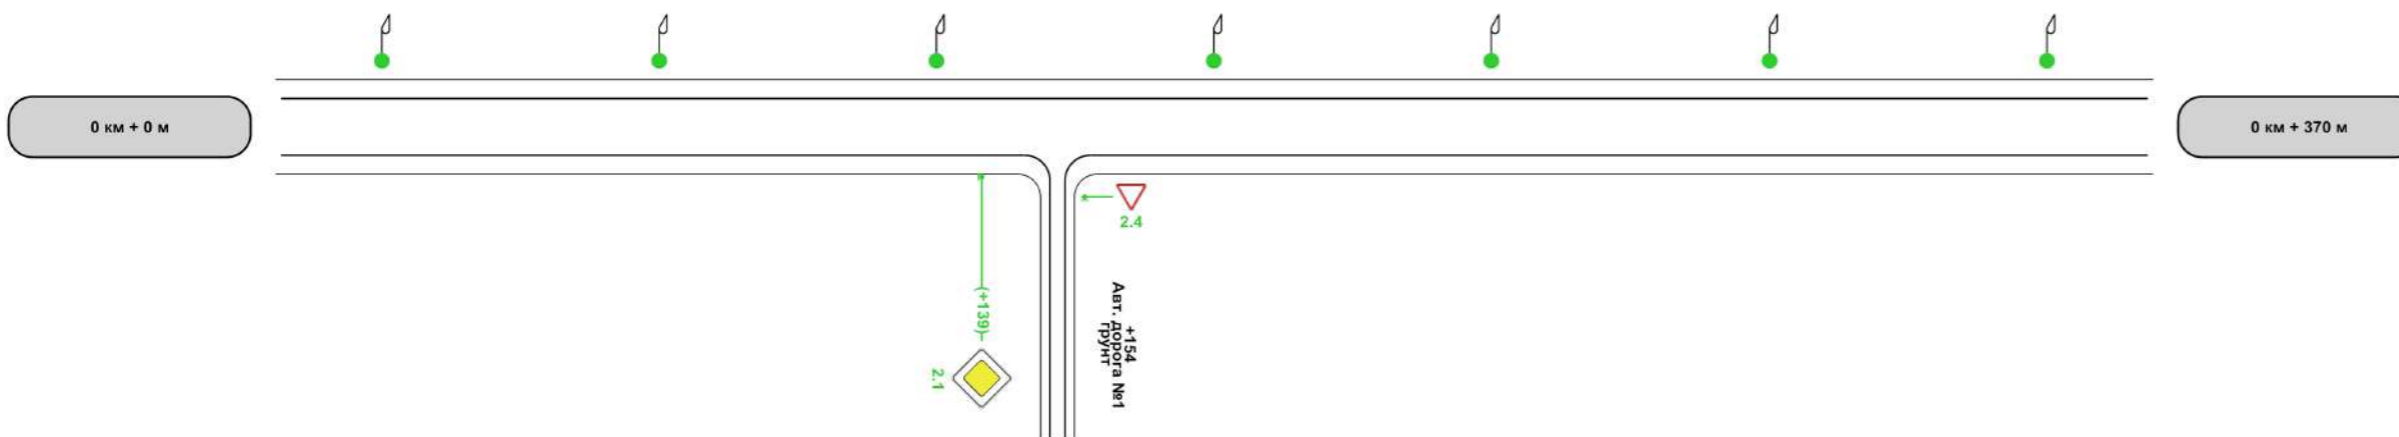 0 км + 0 м
0 км + 370 м
2.4
(+139)
2.1
+154
Авт. дорога №1
грунт